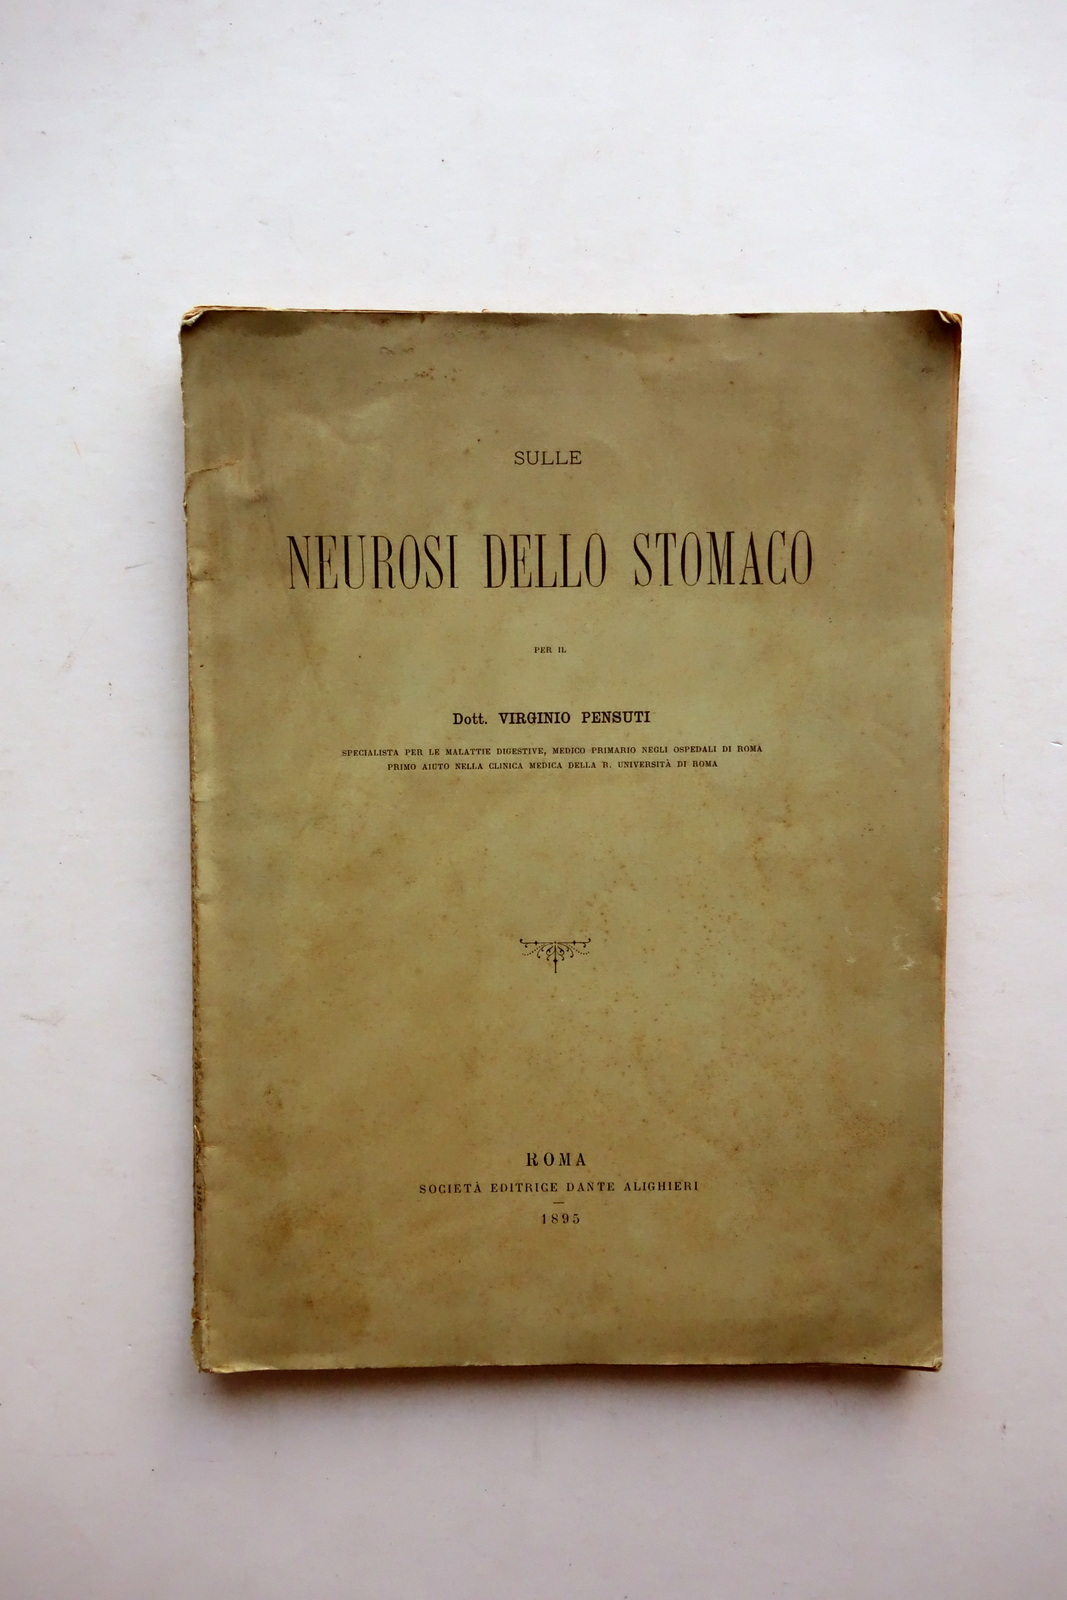 SULLE
NEUROSI DELLO STOMACO
PER IL
Dott. VIRGINIO PENSUTI
SPECIALISTA PER LE MALATTIE DIGESTIVE, MEDICO PRIMARIO NEGLI OSPEDALI DI ROMA
PRIMO AIUTO NELLA CLINICA MEDICA DELLA R. UNIVERSITÀ DI ROMA
ROMA
SOCIETÀ EDITRICE DANTE ALIGHIERI
1895